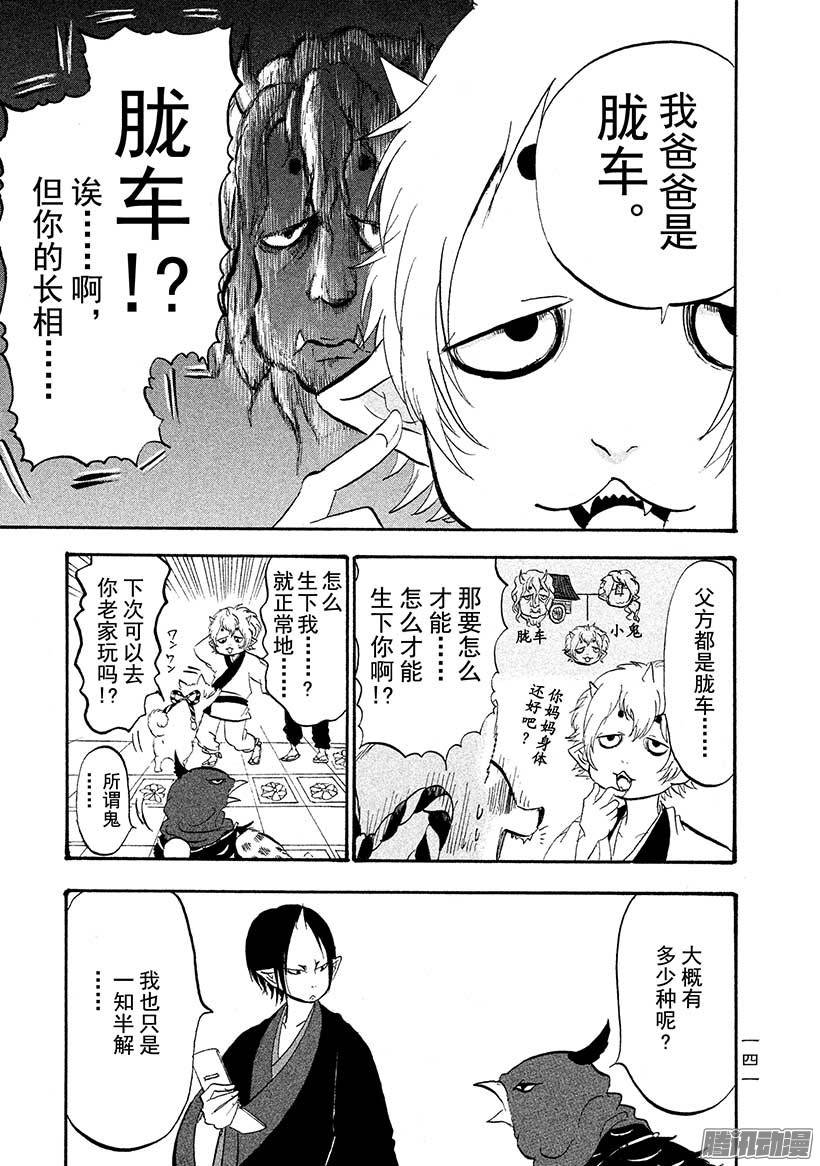 我爸爸是
胧车。
胧车!?
诶……啊，
但你的长相……
父方都是胧车……
胧车
小鬼
那要怎么
才能……
怎么才能
生下你啊!?
你妈妈身体
还好吧?
怎么
生下我……?
就正常地……
下次可以去
你老家玩吗!?
ワンワン
所谓鬼
……
大概有
多少种呢?
我也只是
一知半解
……
一四一
腾讯动漫